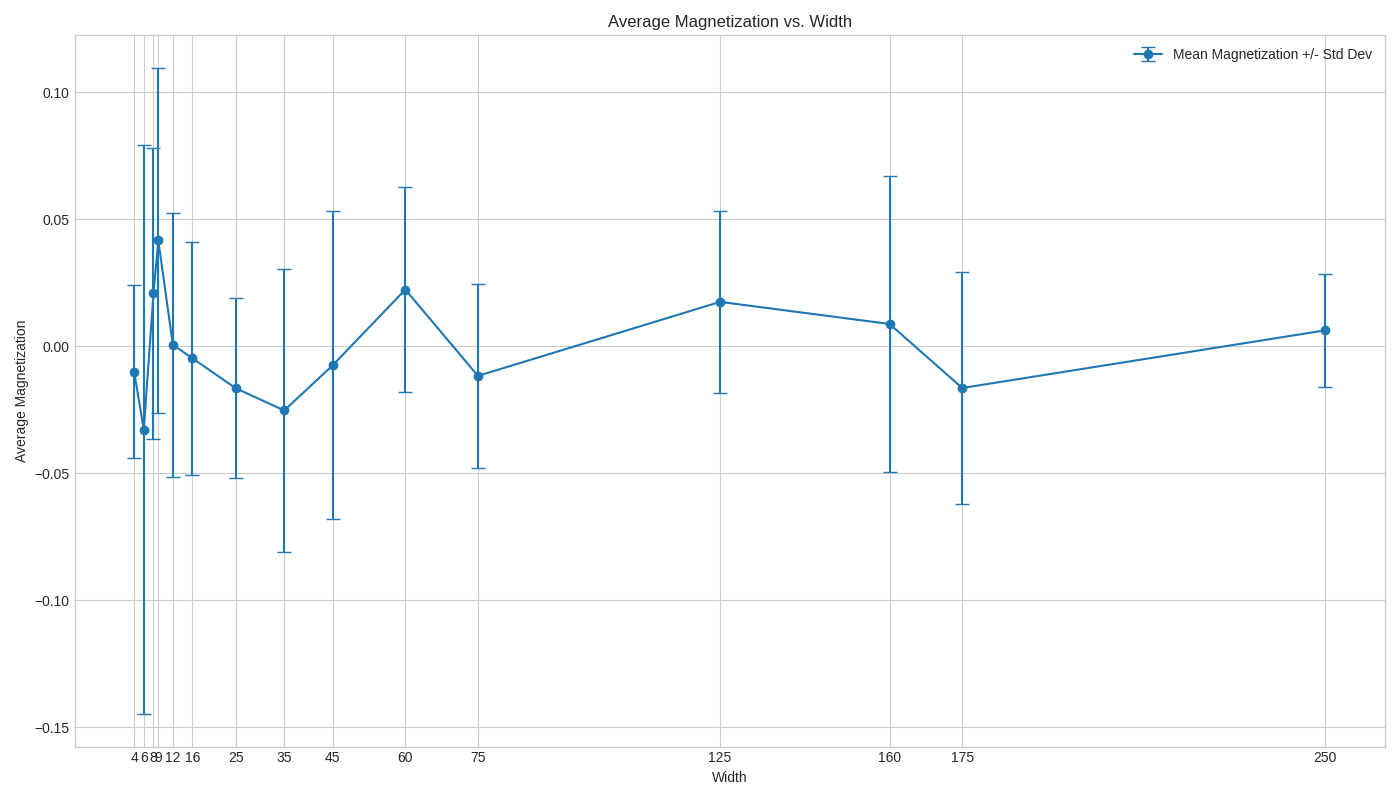 Average Magnetization vs. Width
Mean Magnetization +/- Std Dev
Average Magnetization
0.10
0.05
0.00
−0.05
−0.10
−0.15
4 6 8 9 12 16 25 35 45 60 75 125 160 175 250
Width